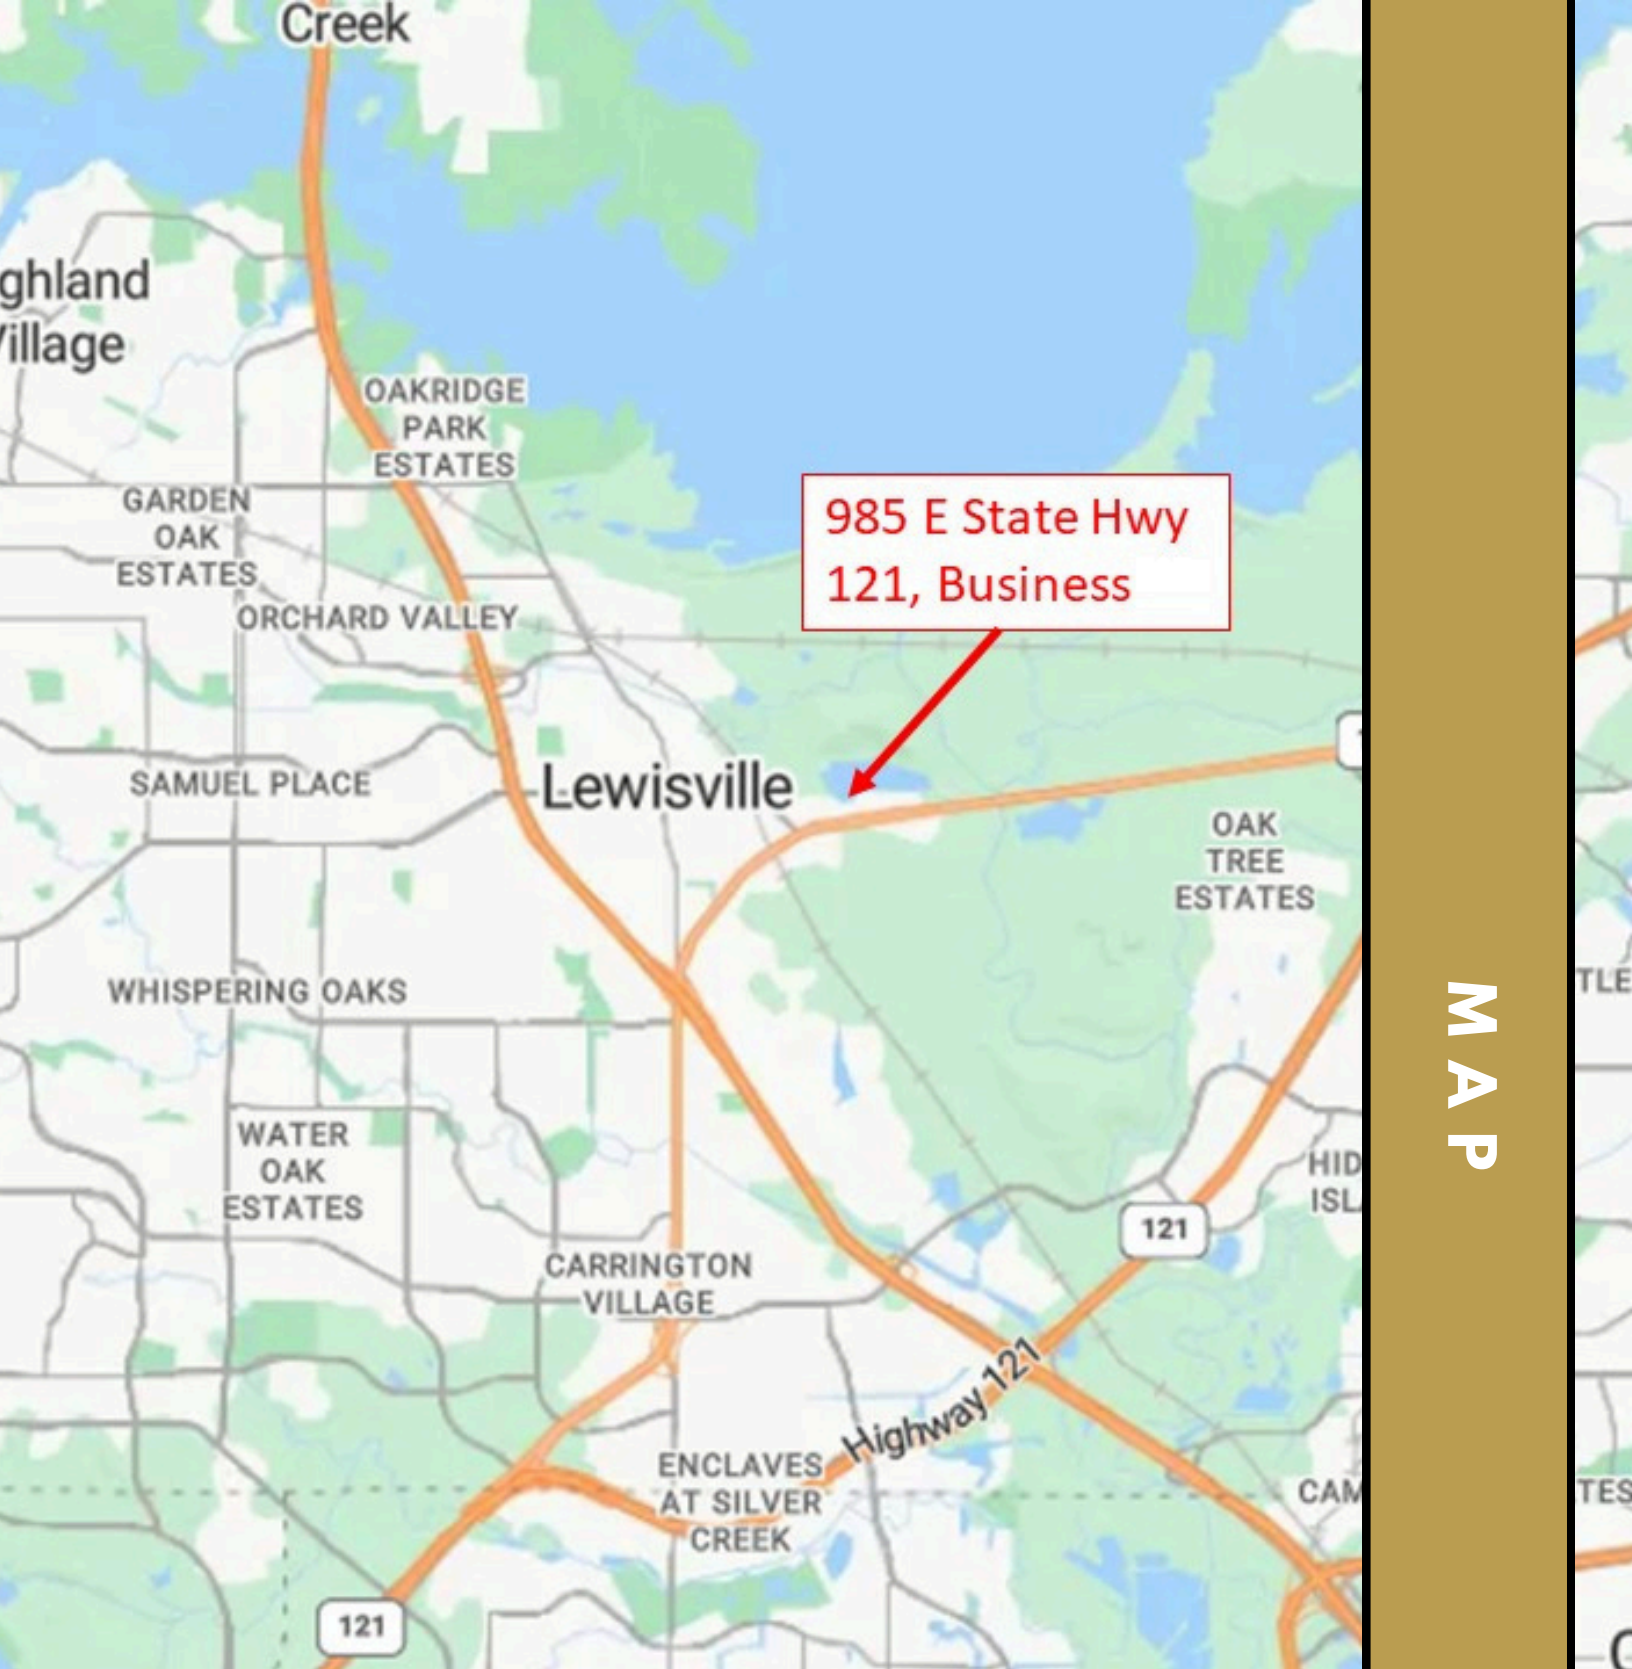 Creek
ghland
Village
OAKRIDGE
PARK
ESTATES
GARDEN
OAK
ESTATES
985 E State Hwy
121, Business
ORCHARD VALLEY
SAMUEL PLACE
Lewisville
OAK
TREE
ESTATES
WHISPERING OAKS
TLE
MAP
WATER
OAK
ESTATES
HID
ISL
121
CARRINGTON
VILLAGE
Highway 121
ENCLAVES
AT SILVER
CREEK
CAM
TES
121